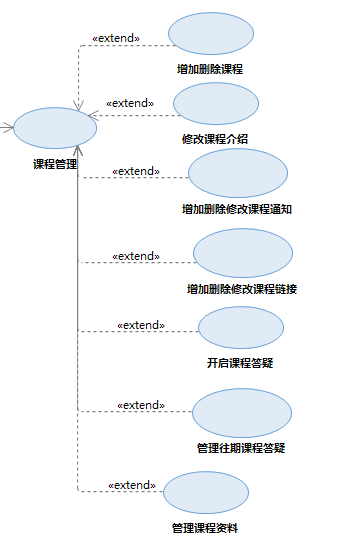 «extend»
增加删除课程
«extend»
修改课程介绍
课程管理
«extend»
增加删除修改课程通知
«extend»
增加删除修改课程链接
«extend»
开启课程答疑
«extend»
管理往期课程答疑
«extend»
管理课程资料